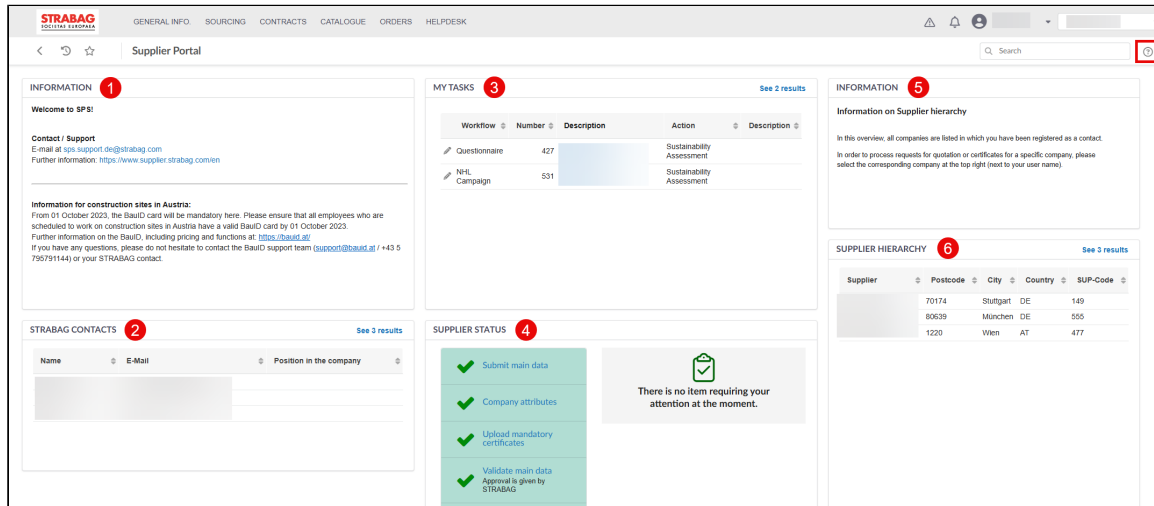 STRABAG
SOCIETAS EUROPAEA
GENERAL INFO. SOURCING CONTRACTS CATALOGUE ORDERS HELPDESK
Supplier Portal
Search
INFORMATION 1
Welcome to SPS!
Contact / Support
E-mail at sps.support.de@strabag.com
Further information: https://www.supplier.strabag.com/en
Information for construction sites in Austria:
From 01 October 2023, the BauID card will be mandatory here. Please ensure that all employees who are
scheduled to work on construction sites in Austria have a valid BauID card by 01 October 2023.
Further information on the BauID, including pricing and functions at: https://bauid.at/
If you have any questions, please do not hesitate to contact the BauID support team (support@bauid.at / +43 5
795791144) or your STRABAG contact.
STRABAG CONTACTS 2 See 3 results
Name E-Mail Position in the company
MY TASKS 3 See 2 results
Workflow Number Description Action Description
Questionnaire 427 Sustainability
Assessment
NHL
Campaign 531 Sustainability
Assessment
SUPPLIER STATUS 4
Submit main data
Company attributes
Upload mandatory
certificates
Validate main data
Approval is given by
STRABAG
There is no item requiring your
attention at the moment.
INFORMATION 5
Information on Supplier hierarchy
In this overview, all companies are listed in which you have been registered as a contact.
In order to process requests for quotation or certificates for a specific company, please
select the corresponding company at the top right (next to your user name).
SUPPLIER HIERARCHY 6 See 3 results
Supplier Postcode City Country SUP-Code
70174 Stuttgart DE 149
80639 München DE 555
1220 Wien AT 477